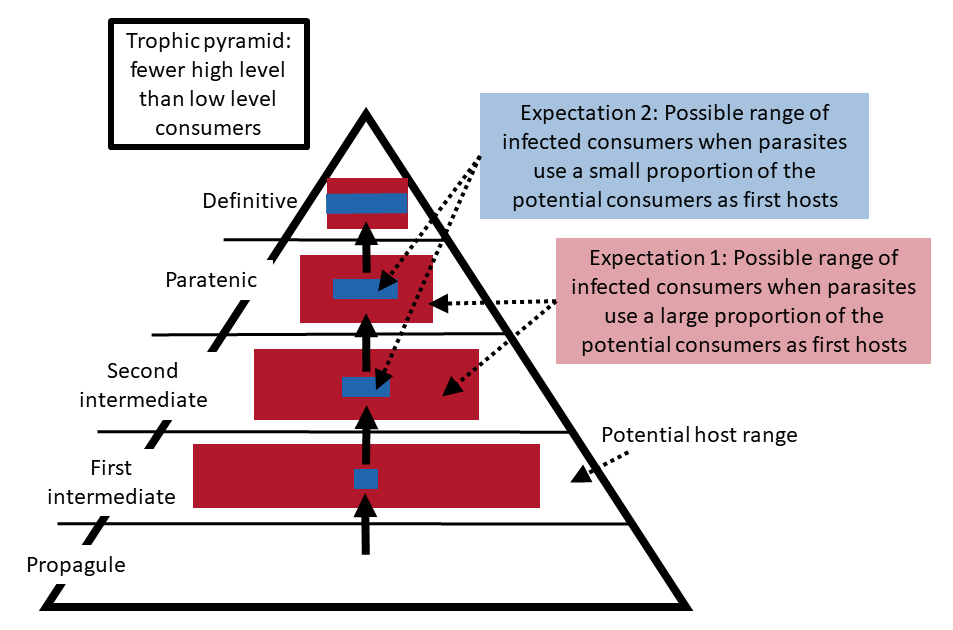 Trophic pyramid:
fewer high level
than low level
consumers
Expectation 2: Possible range of
infected consumers when parasites
use a small proportion of the
potential consumers as first hosts
Definitive
Expectation 1: Possible range of
infected consumers when parasites
use a large proportion of the
potential consumers as first hosts
Paratenic
Second
intermediate
Potential host range
First
intermediate
Propagule